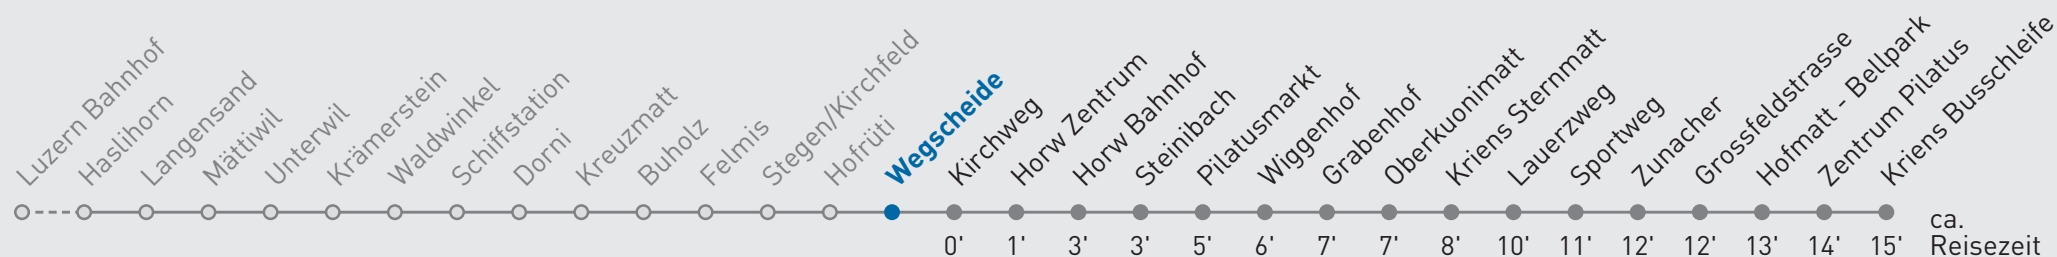 Luzern Bahnhof
Haslihorn
Langensand
Mättiwil
Unterwil
Krämerstein
Waldwinkel
Schiffstation
Dorni
Kreuzmatt
Buholz
Felmis
Stegen/Kirchfeld
Hofrüti
Wegscheide
Kirchweg
Horw Zentrum
Horw Bahnhof
Steinibach
Pilatusmarkt
Wiggenhof
Grabenhof
Oberkuonimatt
Kriens Sternmatt
Lauerzweg
Sportweg
Zunacher
Grossfeldstrasse
Hofmatt - Bellpark
Zentrum Pilatus
Kriens Busschleife
0' 1' 3' 3' 5' 6' 7' 7' 8' 10' 11' 12' 12' 13' 14' 15'
ca.
Reisezeit